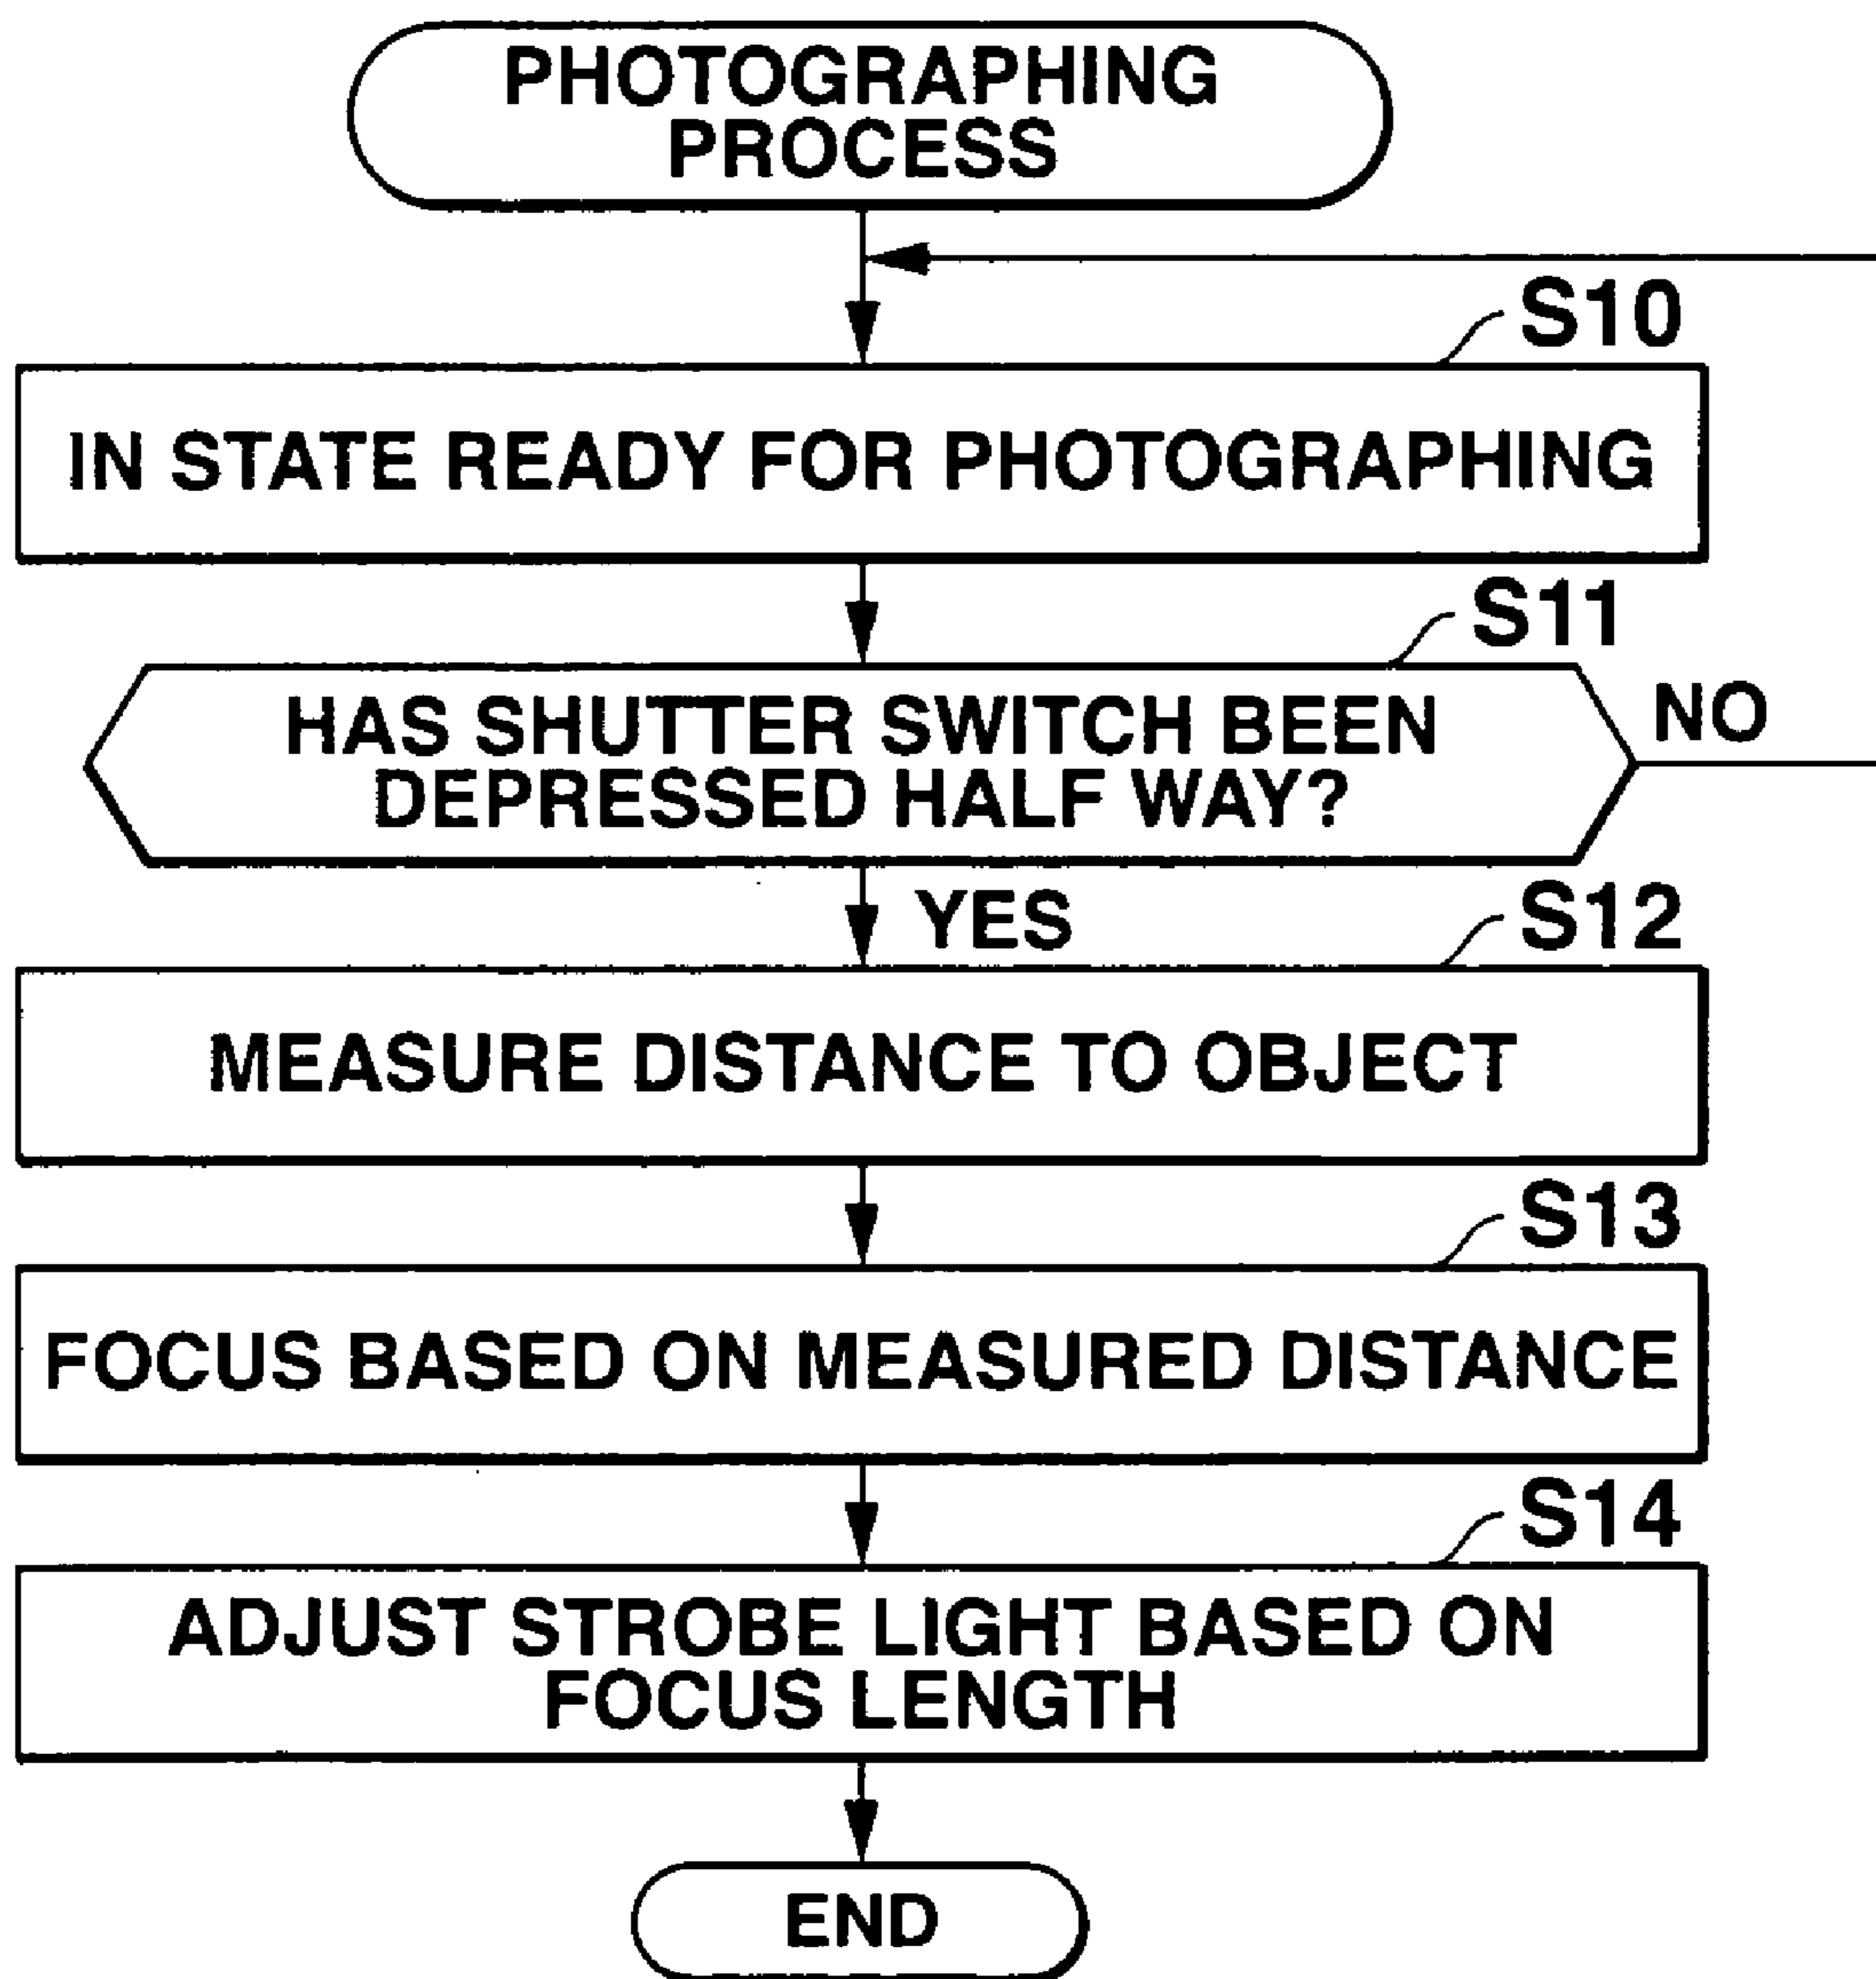 PHOTOGRAPHING
PROCESS
S10
IN STATE READY FOR PHOTOGRAPHING
S11
HAS SHUTTER SWITCH BEEN
DEPRESSED HALF WAY?
NO
YES
S12
MEASURE DISTANCE TO OBJECT
S13
FOCUS BASED ON MEASURED DISTANCE
S14
ADJUST STROBE LIGHT BASED ON
FOCUS LENGTH
END